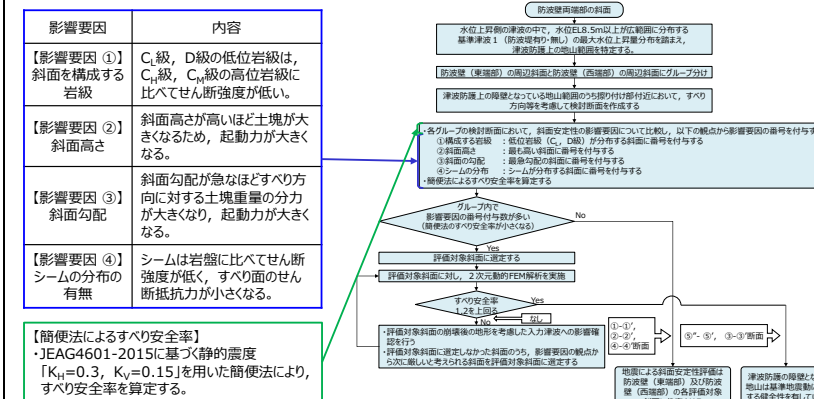 影響要因
内容
【影響要因 ①】
斜面を構成する
岩級
CL級，D級の低位岩級は，
CH級，CM級の高位岩級に
比べてせん断強度が低い。
【影響要因 ②】
斜面高さ
斜面高さが高いほど土塊が大
きくなるため，起動力が大きく
なる。
【影響要因 ③】
斜面勾配
斜面勾配が急なほどすべり方
向に対する土塊重量の分力
が大きくなり，起動力が大きく
なる。
【影響要因 ④】
シームの分布の
有無
シームは岩盤に比べてせん断
強度が低く，すべり面のせん
断抵抗力が小さくなる。
【簡便法によるすべり安全率】
・JEAG4601-2015に基づく静的震度
「KH=0.3，KV=0.15」を用いた簡便法により，
すべり安全率を算定する。
防波壁両端部の斜面
水位上昇側の津波の中で，水位EL8.5m以上が広範囲に分布する
基準津波１（防波堤有り・無し）の最大水位上昇量分布を踏まえ，
津波防護上の地山範囲を特定する。
防波壁（東端部）の周辺斜面と防波壁（西端部）の周辺斜面にグループ分け
津波防護上の障壁となっている地山範囲のうち擦り付け部付近において，すべり
方向等を考慮して検討断面を作成する
・各グループの検討断面において，斜面安定性の影響要因について比較し，以下の観点から影響要因の番号を付与す
①構成する岩級　：低位岩級（CL，D級）が分布する斜面に番号を付与する
②斜面高さ　：最も高い斜面に番号を付与する
③斜面の勾配　：最急勾配の斜面に番号を付与する
④シームの分布　：シームが分布する斜面に番号を付与する
・簡便法によるすべり安全率を算定する
グループ内で
影響要因の番号付与数が多い
（簡便法のすべり安全率が小さくなる）
No
Yes
評価対象斜面に選定する
評価対象斜面に対し，２次元動的FEM解析を実施
すべり安全率
1.2を上回る
Yes
なし
No
・評価対象斜面の崩壊後の地形を考慮した入力津波への影響確
認を行う
・評価対象斜面に選定しなかった斜面のうち，影響要因の観点か
ら次に厳しいと考えられる斜面を評価対象斜面に選定する
①-①’，
②-②’，
④-④’断面
⑤”- ⑤’，③-③’断面
地震による斜面安定性評価は
防波壁（東端部）及び防波
壁（西端部）の各評価対象
津波防護の障壁とな
地山は基準地震動に
する健全性を有してい